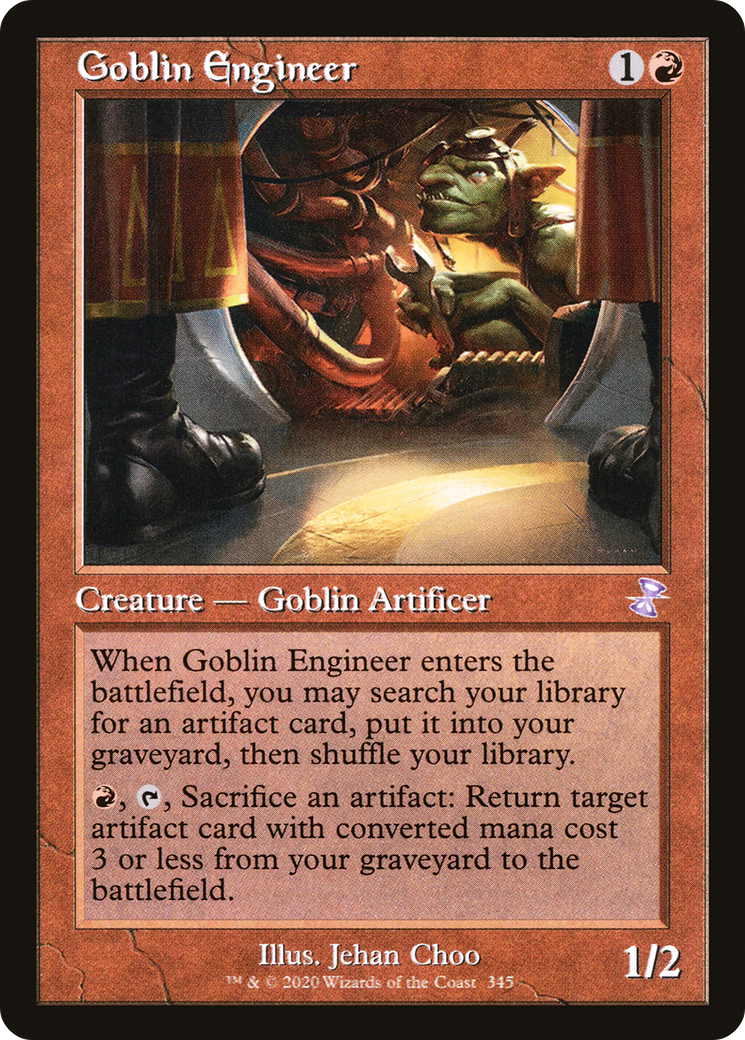 Goblin Engineer 1
Creature — Goblin Artificer
When Goblin Engineer enters the
battlefield, you may search your library
for an artifact card, put it into your
graveyard, then shuffle your library.
, , Sacrifice an artifact: Return target
artifact card with converted mana cost
3 or less from your graveyard to the
battlefield.
Illus. Jehan Choo
1/2
™ & © 2020 Wizards of the Coast 345